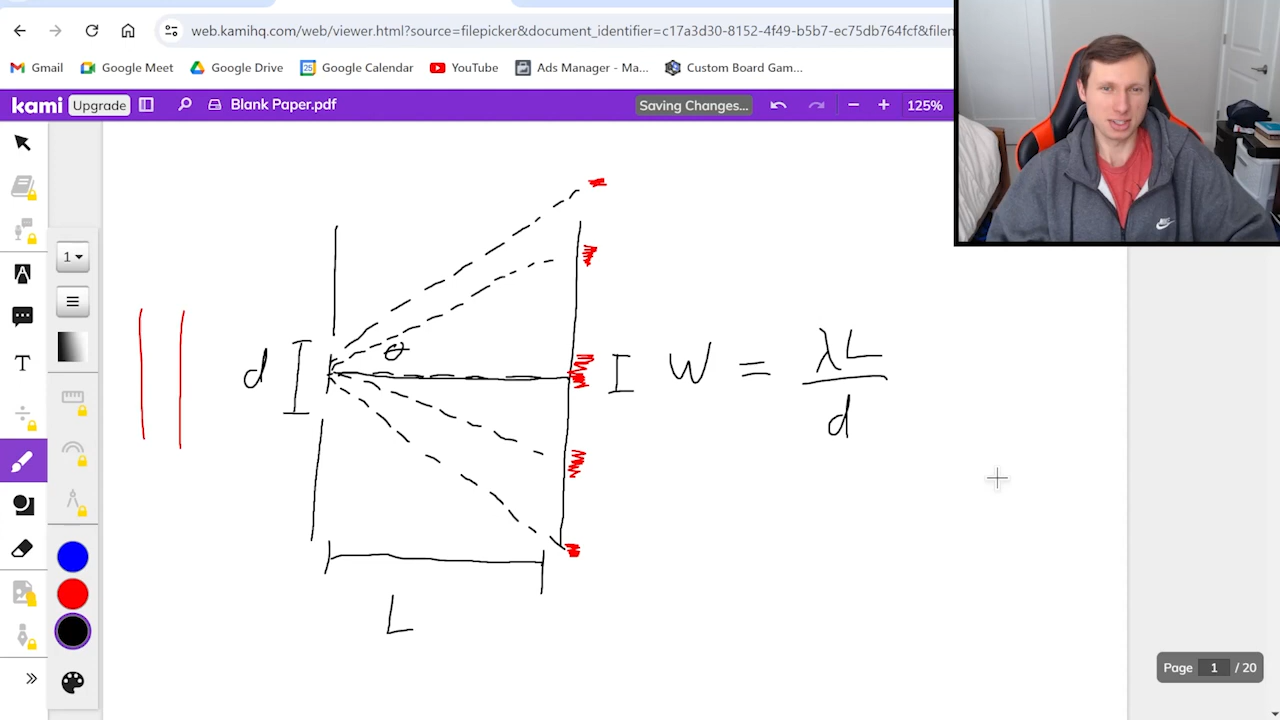 web.kamihq.com/web/viewer.html?source=filepicker&document_identifier=c17a3d30-8152-4f49-b5b7-ec75db764fcf&filen
Gmail Google Meet Google Drive 25 Google Calendar YouTube Ads Manager - Ma... Custom Board Gam...
kami Upgrade Blank Paper.pdf Saving Changes... 125%
A
T
1
θ
d
W = λL
d
L
Page 1 / 20